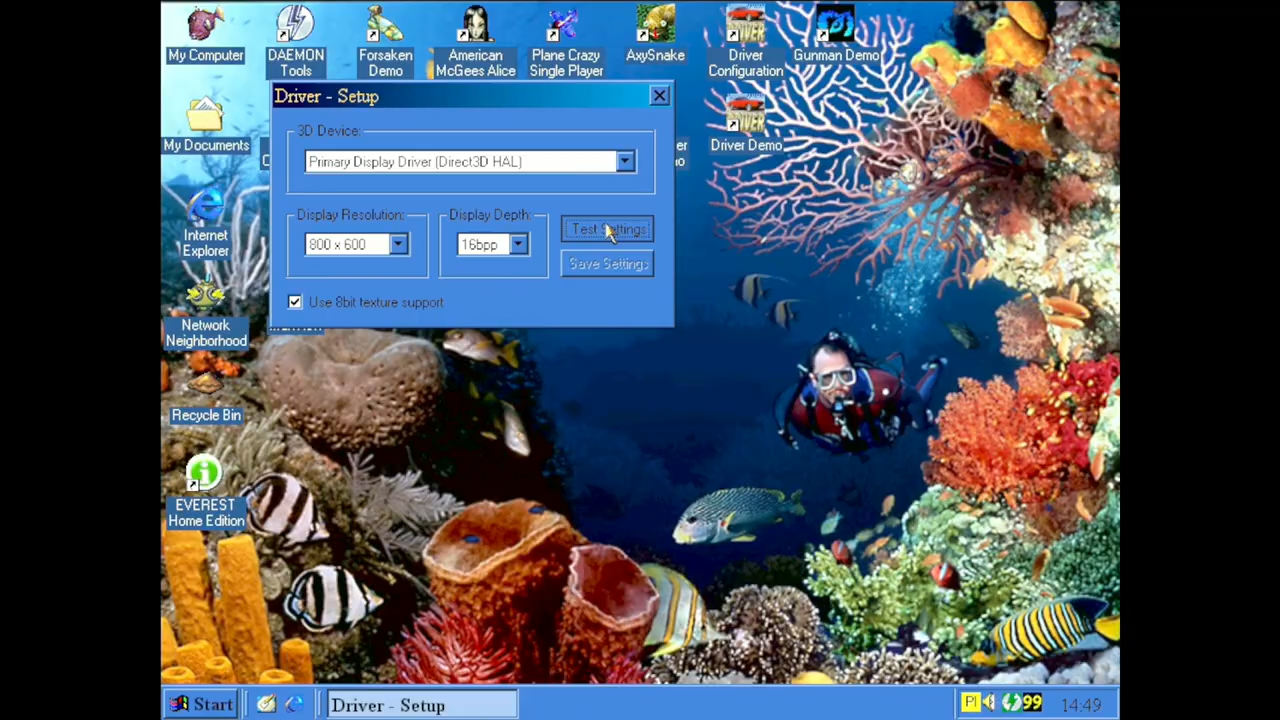 My Computer
DAEMON
Tools
Forsaken
Demo
American
McGees Alice
Plane Crazy
Single Player
AxySnake
Driver
Configuration
Gunman Demo
Driver - Setup
3D Device:
Primary Display Driver (Direct3D HAL)
Display Resolution:
800 x 600
Display Depth:
16bpp
Test Settings
Save Settings
Use 8bit texture support
My Documents
Driver Demo
Internet
Explorer
Network
Neighborhood
Recycle Bin
EVEREST
Home Edition
Start
Driver - Setup
Pl
99
14:49